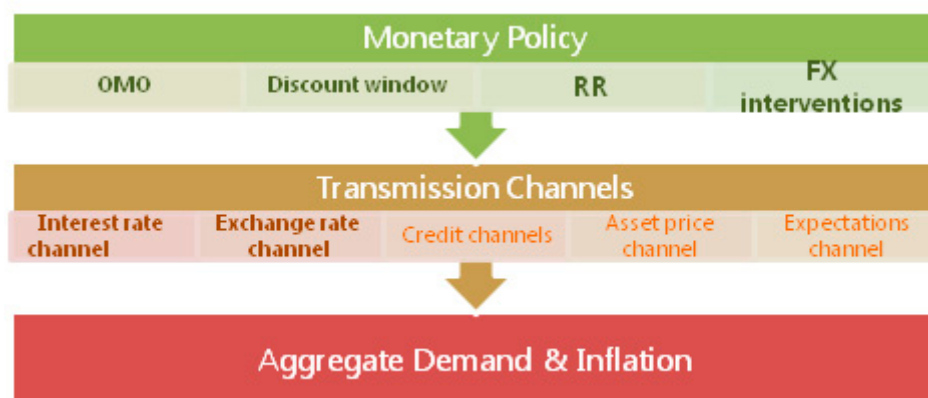 Monetary Policy
OMO Discount window RR FX interventions
Transmission Channels
Interest rate channel Exchange rate channel Credit channels Asset price channel Expectations channel
Aggregate Demand & Inflation